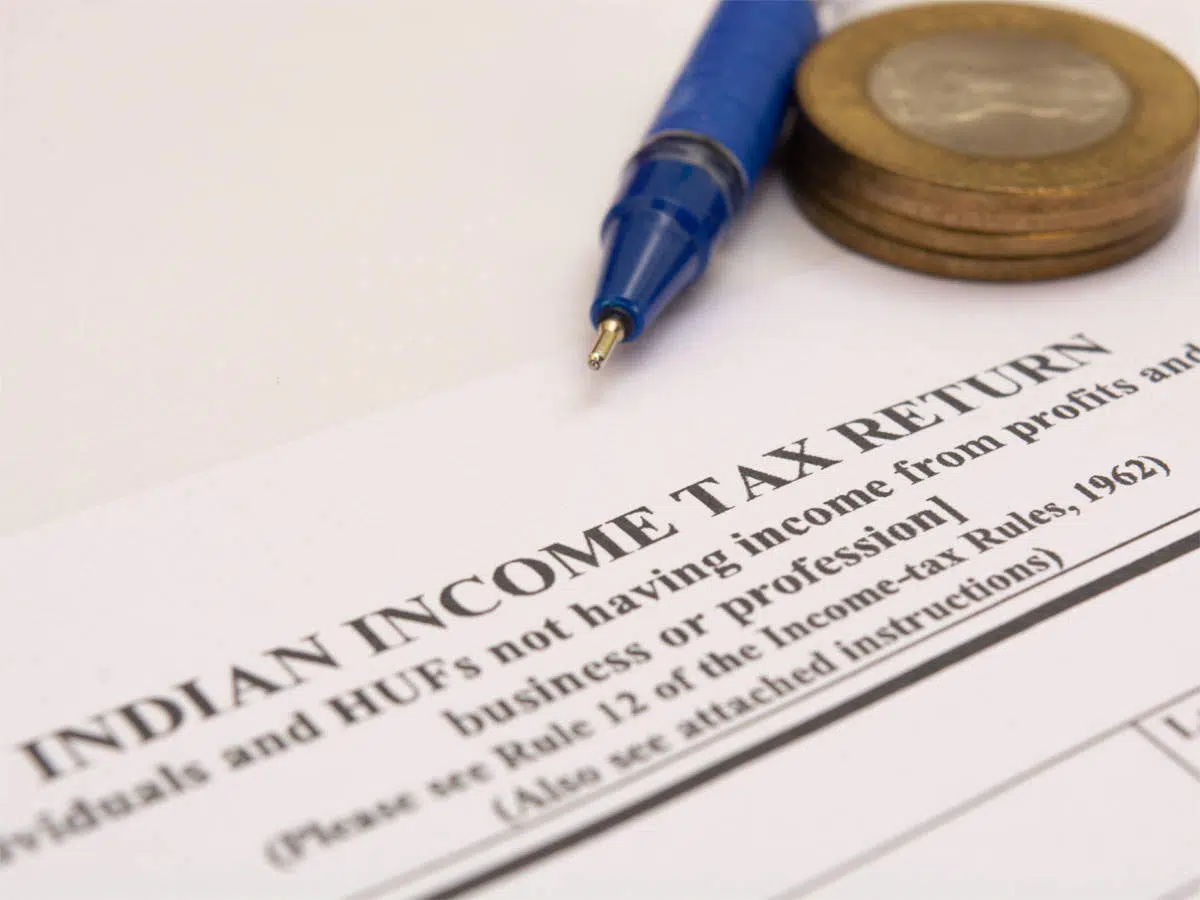 INDIAN INCOME TAX RETURN
viduals and HUFs not having income from profits and
business or profession]
(Please see Rule 12 of the Income-tax Rules, 1962)
(Also see attached instructions)